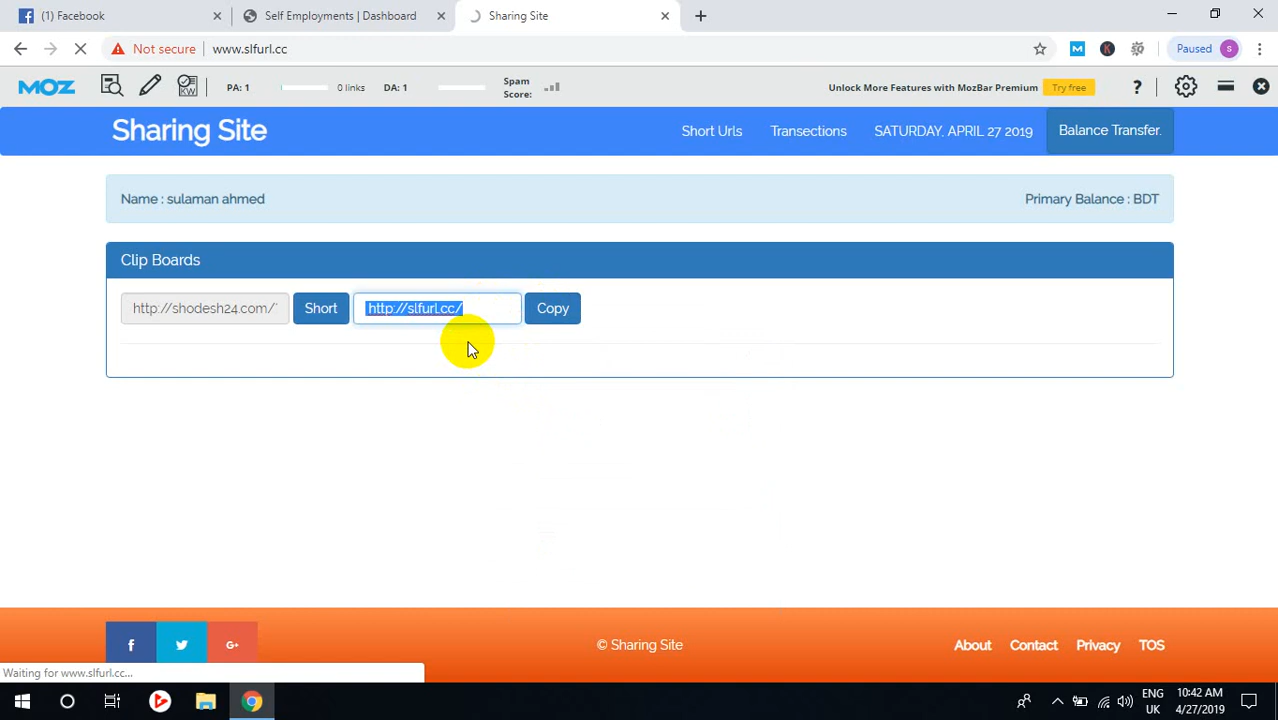 (1) Facebook
Self Employments | Dashboard
Sharing Site
Not secure
www.slfurl.cc
Paused
S
MOZ
PA: 1
0 links
DA: 1
Spam Score:
Unlock More Features with MozBar Premium
Try free
?
Sharing Site
Short Urls
Transections
SATURDAY, APRIL 27 2019
Balance Transfer.
Name : sulaman ahmed
Primary Balance : BDT
Clip Boards
http://shodesh24.com/'
Short
http://slfurl.cc/
Copy
© Sharing Site
About
Contact
Privacy
TOS
Waiting for www.slfurl.cc...
ENG
UK
10:42 AM
4/27/2019